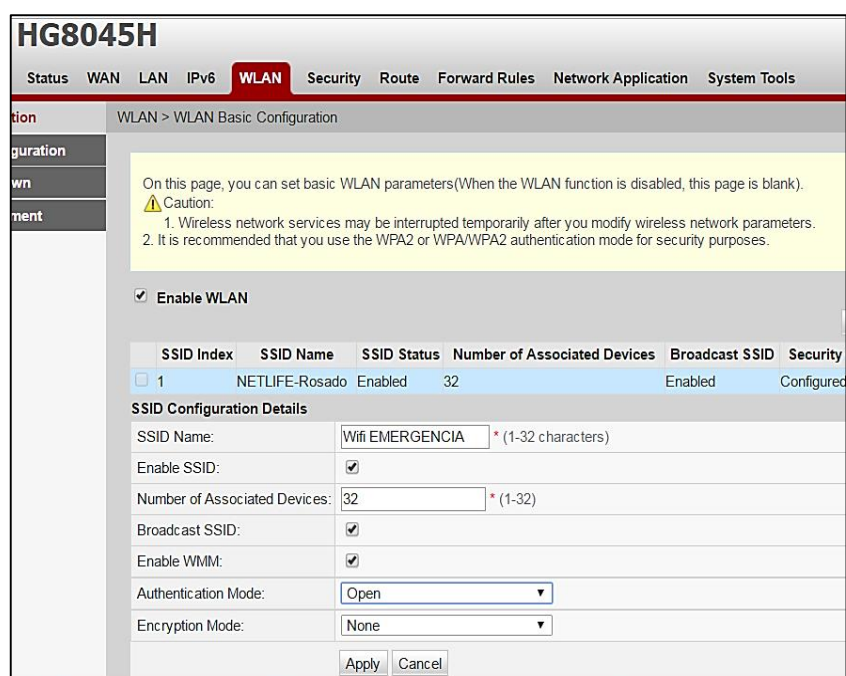 HG8045H
Status WAN LAN IPv6 WLAN Security Route Forward Rules Network Application System Tools
tion
WLAN > WLAN Basic Configuration
guration
wn
ment
On this page, you can set basic WLAN parameters(When the WLAN function is disabled, this page is blank).
Caution:
1. Wireless network services may be interrupted temporarily after you modify wireless network parameters.
2. It is recommended that you use the WPA2 or WPA/WPA2 authentication mode for security purposes.
Enable WLAN
SSID Index SSID Name SSID Status Number of Associated Devices Broadcast SSID Security
1 NETLIFE-Rosado Enabled 32 Enabled Configured
SSID Configuration Details
SSID Name: Wifi EMERGENCIA * (1-32 characters)
Enable SSID:
Number of Associated Devices: 32 * (1-32)
Broadcast SSID:
Enable WMM:
Authentication Mode: Open
Encryption Mode: None
Apply Cancel